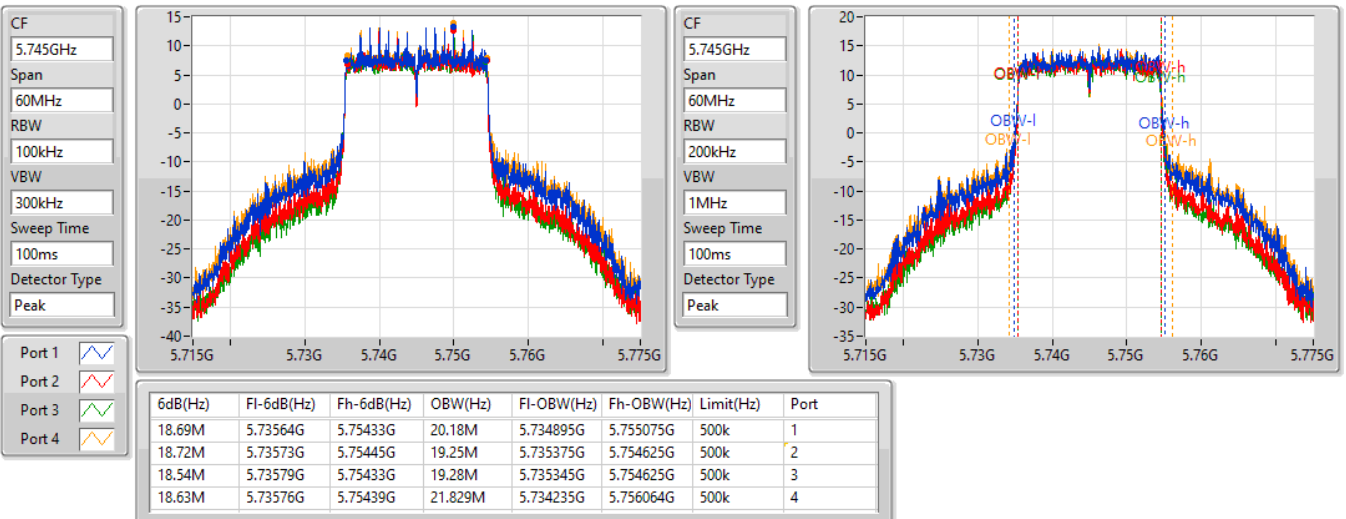 CF
5.745GHz
Span
60MHz
RBW
100kHz
VBW
300kHz
Sweep Time
100ms
Detector Type
Peak
15
10
5
0
-5
-10
-15
-20
-25
-30
-35
-40
5.715G 5.73G 5.74G 5.75G 5.76G 5.775G
CF
5.745GHz
Span
60MHz
RBW
200kHz
VBW
1MHz
Sweep Time
100ms
Detector Type
Peak
20
15
10
5
0
-5
-10
-15
-20
-25
-30
-35
OBW-h
OBW-h
OBW-l OBW-h
OBW-l OBW-h
5.715G 5.73G 5.74G 5.75G 5.76G 5.775G
Port 1
Port 2
Port 3
Port 4
6dB(Hz) Fl-6dB(Hz) Fh-6dB(Hz) OBW(Hz) Fl-OBW(Hz) Fh-OBW(Hz) Limit(Hz) Port
18.69M 5.73564G 5.75433G 20.18M 5.734895G 5.755075G 500k 1
18.72M 5.73573G 5.75445G 19.25M 5.735375G 5.754625G 500k 2
18.54M 5.73579G 5.75433G 19.28M 5.735345G 5.754625G 500k 3
18.63M 5.73576G 5.75439G 21.829M 5.734235G 5.756064G 500k 4